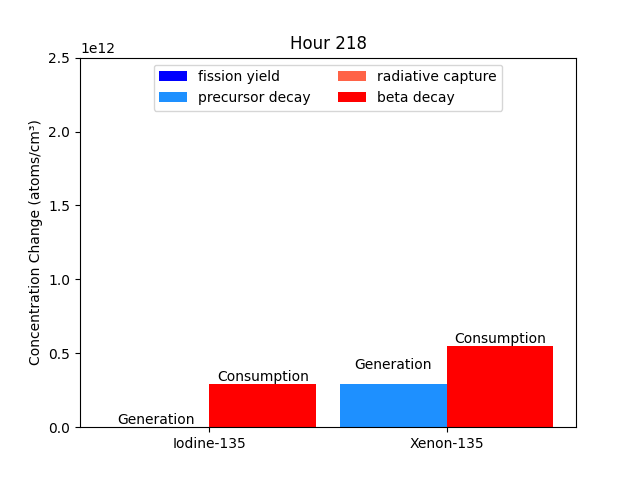 Hour 218
1e12
2.5
2.0
1.5
1.0
0.5
0.0
Concentration Change (atoms/cm³)
fission yield
precursor decay
radiative capture
beta decay
Generation
Consumption
Generation
Consumption
Iodine-135
Xenon-135